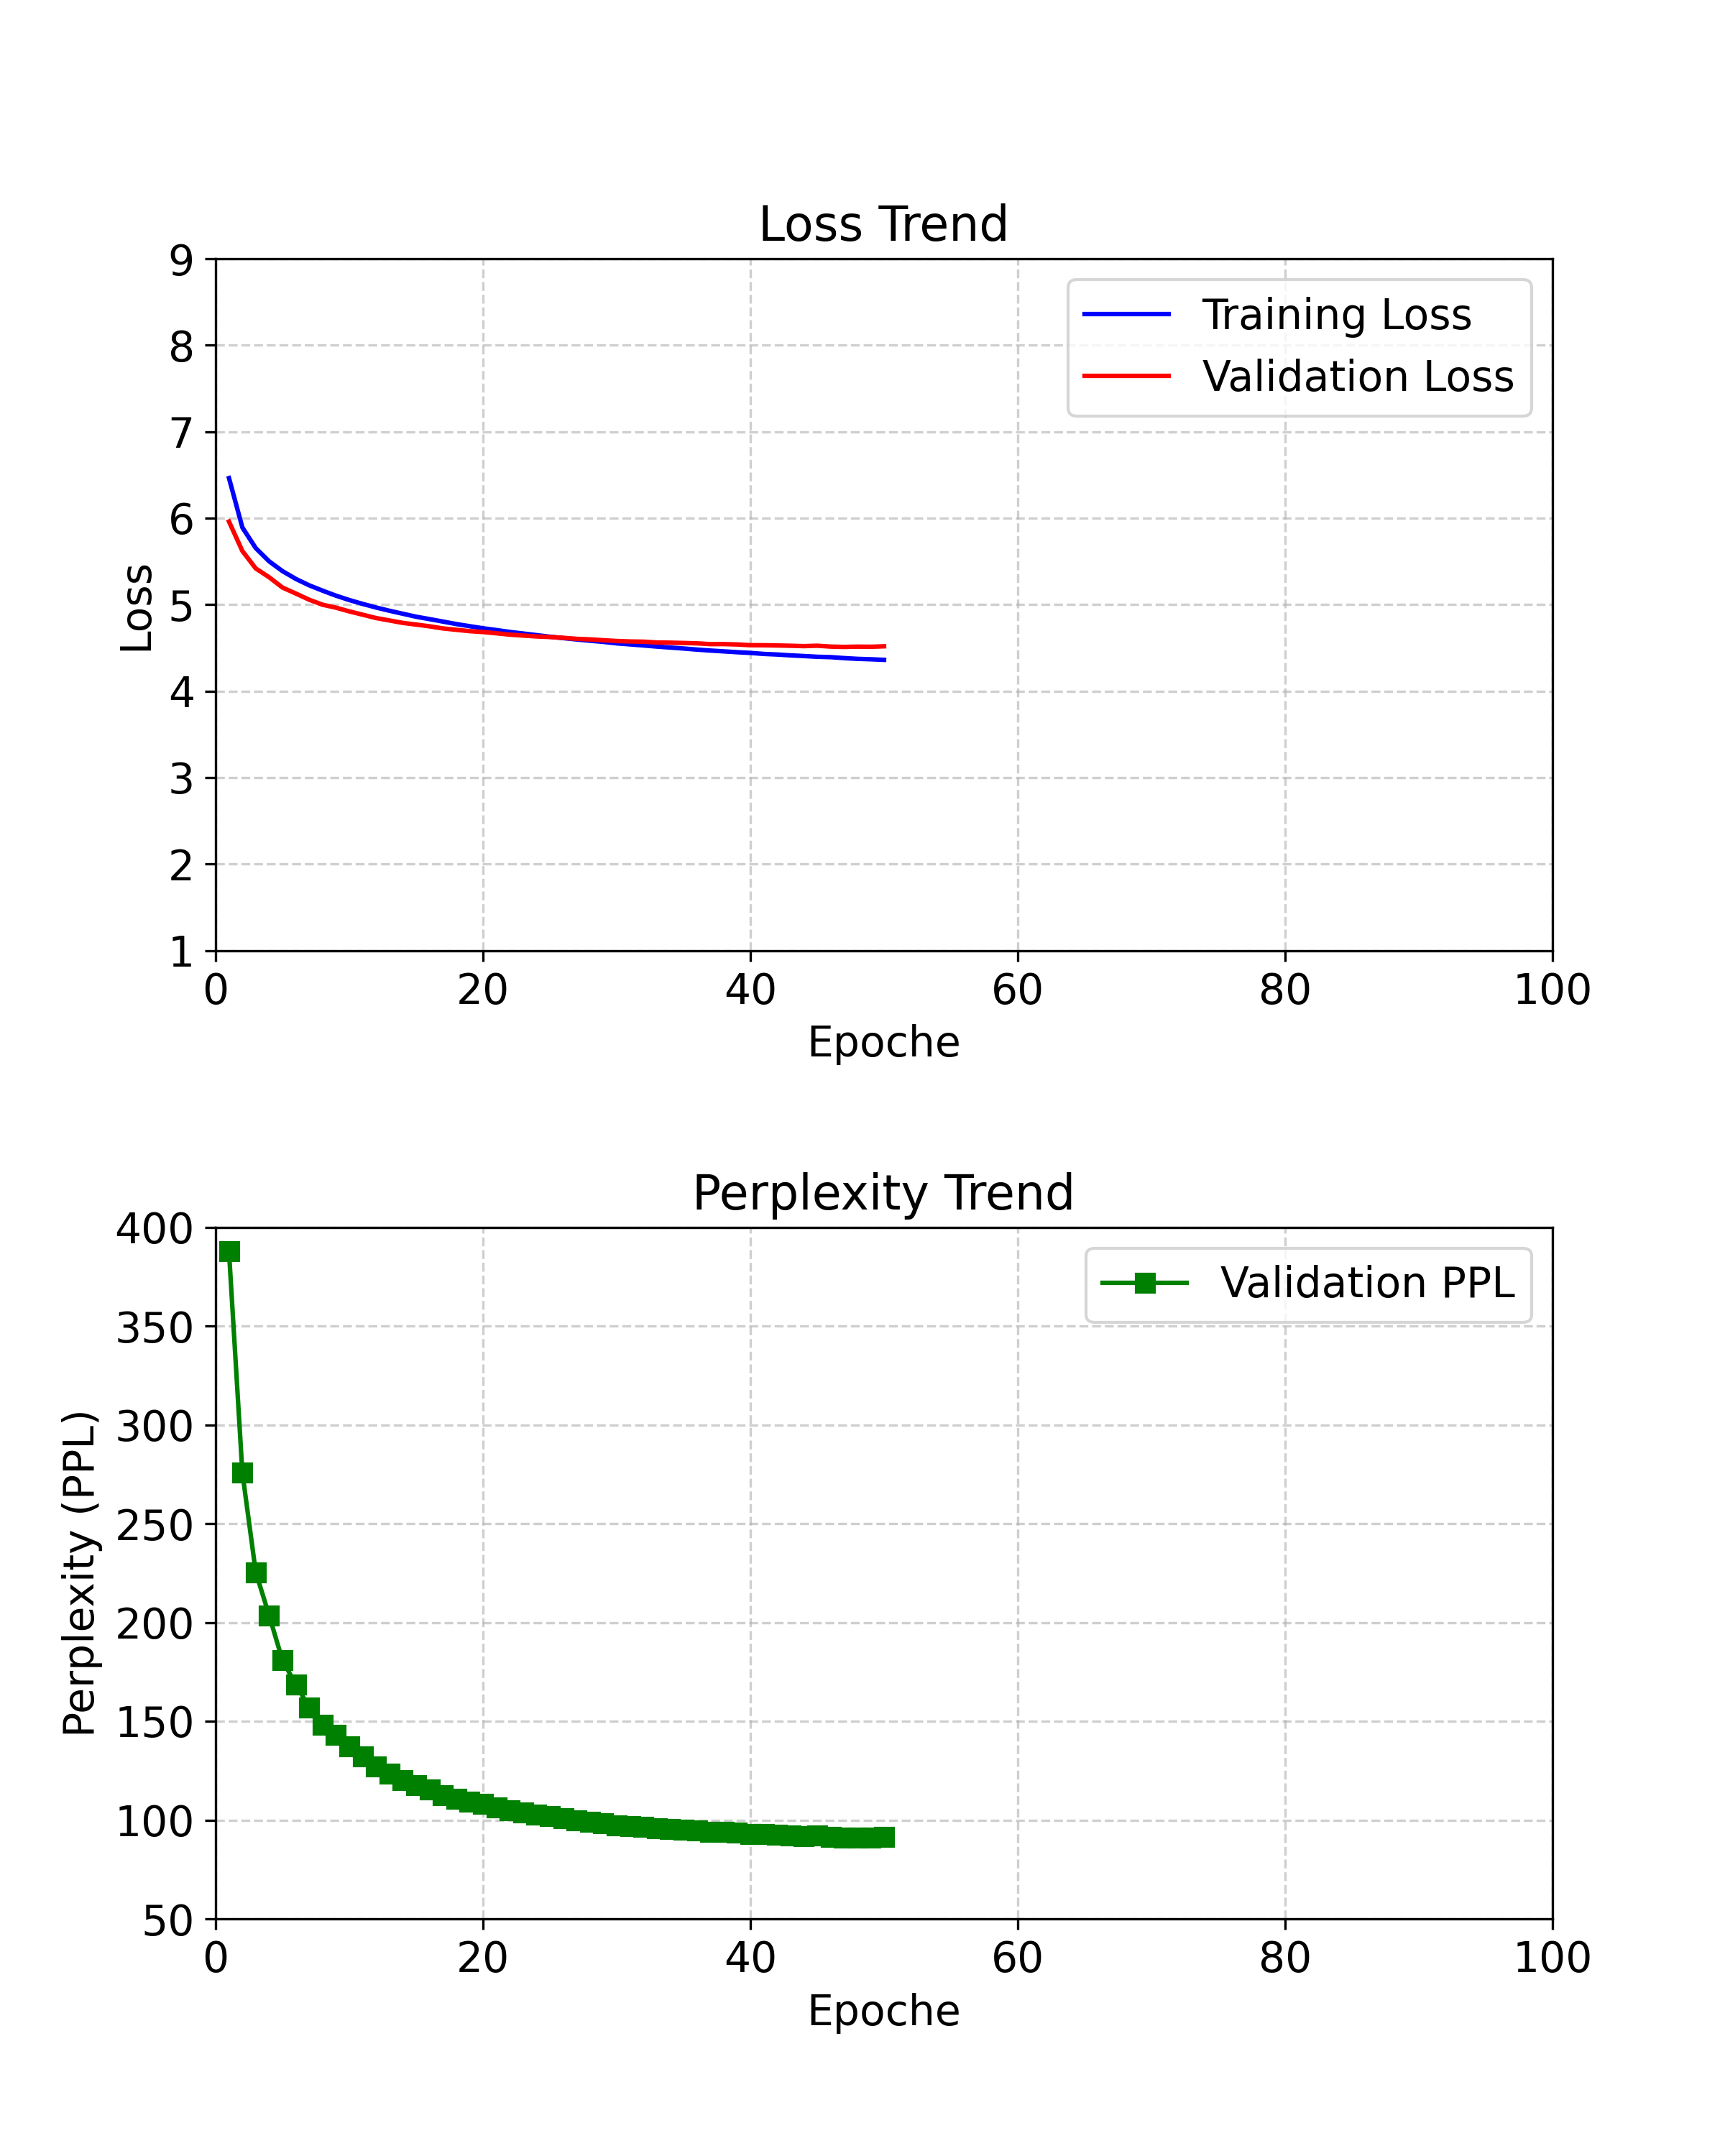 Loss Trend
9
8
7
6
5
4
3
2
1
Loss
Training Loss
Validation Loss
0 20 40 60 80 100
Epoche
Perplexity Trend
400
350
300
250
200
150
100
50
Perplexity (PPL)
Validation PPL
0 20 40 60 80 100
Epoche